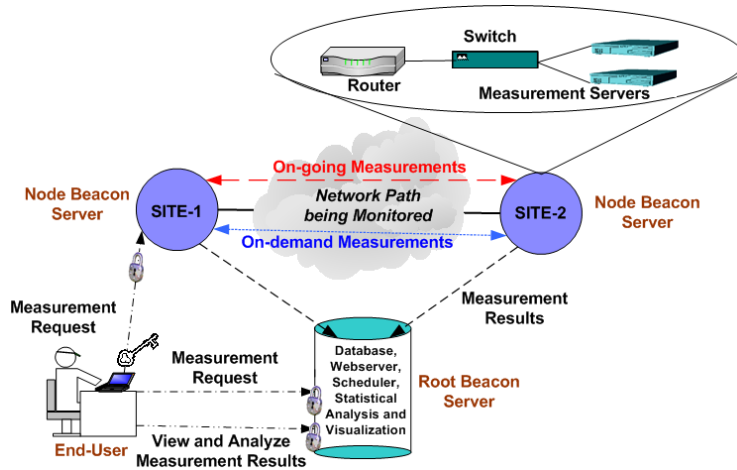 Switch
Router
Measurement Servers
On-going Measurements
Node Beacon
Server
SITE-1
Network Path
being Monitored
SITE-2
Node Beacon
Server
On-demand Measurements
Measurement
Request
Measurement
Results
Measurement
Request
Database,
Webserver,
Scheduler,
Statistical
Analysis and
Visualization
Root Beacon
Server
End-User
View and Analyze
Measurement Results